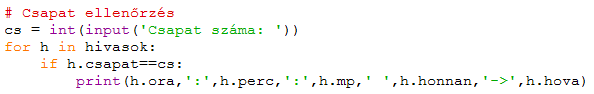 # Csapat ellenőrzés
cs = int(input('Csapat száma: '))
for h in hivasok:
    if h.csapat==cs:
        print(h.ora,':',h.perc,':',h.mp,' ',h.honnan,'->',h.hova)